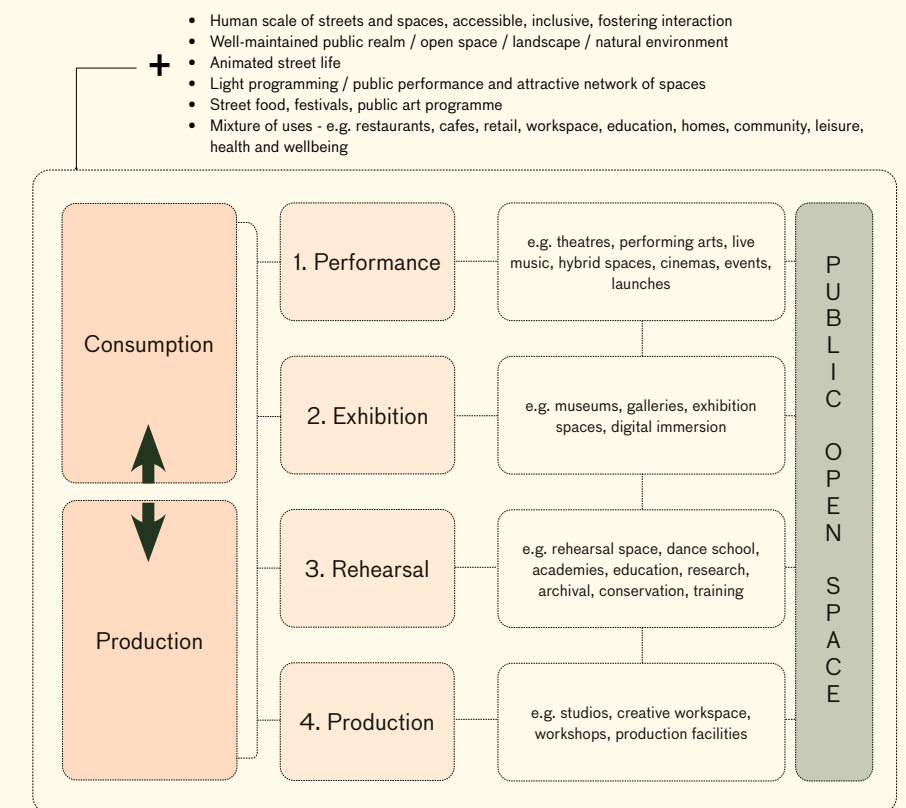 +
• Human scale of streets and spaces, accessible, inclusive, fostering interaction
• Well-maintained public realm / open space / landscape / natural environment
• Animated street life
• Light programming / public performance and attractive network of spaces
• Street food, festivals, public art programme
• Mixture of uses - e.g. restaurants, cafes, retail, workspace, education, homes, community, leisure,
health and wellbeing
Consumption
Production
1. Performance
e.g. theatres, performing arts, live
music, hybrid spaces, cinemas, events,
launches
2. Exhibition
e.g. museums, galleries, exhibition
spaces, digital immersion
3. Rehearsal
e.g. rehearsal space, dance school,
academies, education, research,
archival, conservation, training
4. Production
e.g. studios, creative workspace,
workshops, production facilities
PUBLIC OPEN SPACE